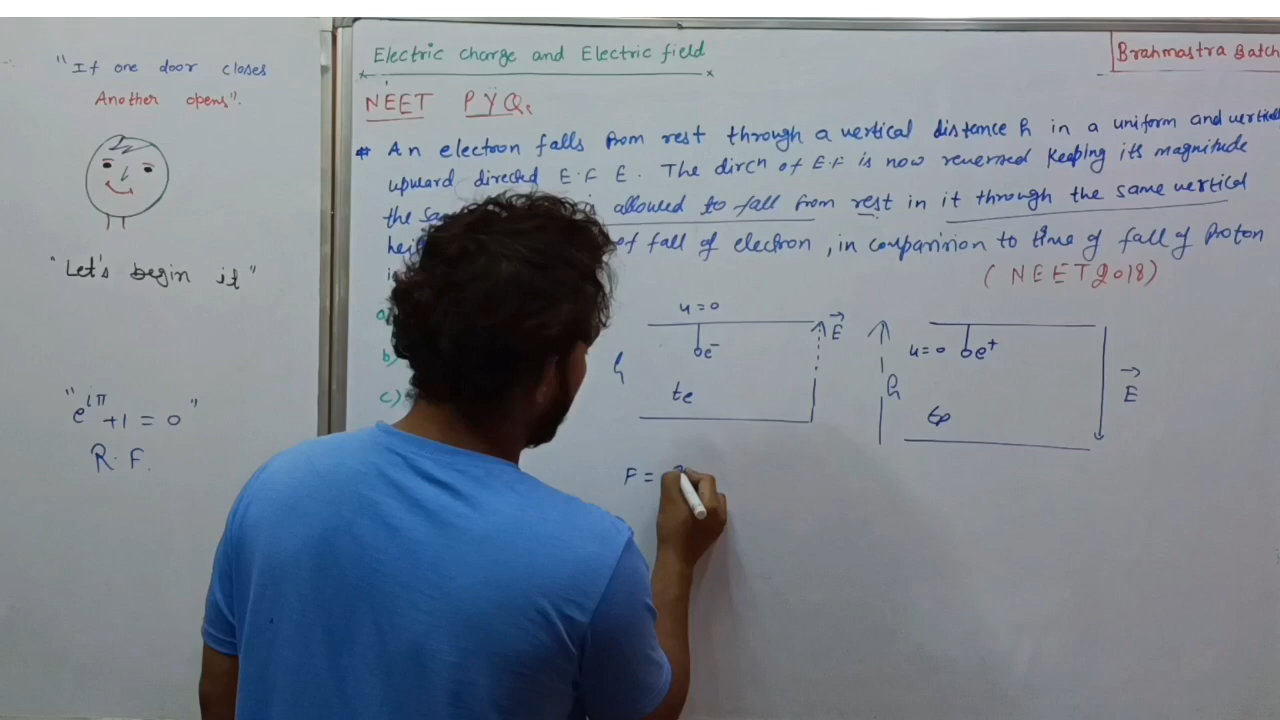 "If one door closes
Another opens".
"Let's begin it"
"e^iπ +1 = 0"
R. F.
Electric charge and Electric field
Brahmastra Batch
NEET PYQs
# An electron falls from rest through a vertical distance h in a uniform and vertically
upward directed E.F E. The dircn of E.F is now reversed keeping its magnitude
the allowed to fall from rest in it through the same vertical
of fall of electron, in comparision to time of fall of Proton
(NEET 2018)
a)
b)
c)
u=0
E
e-
h
te
u=0
e+
h
E
tp
F =